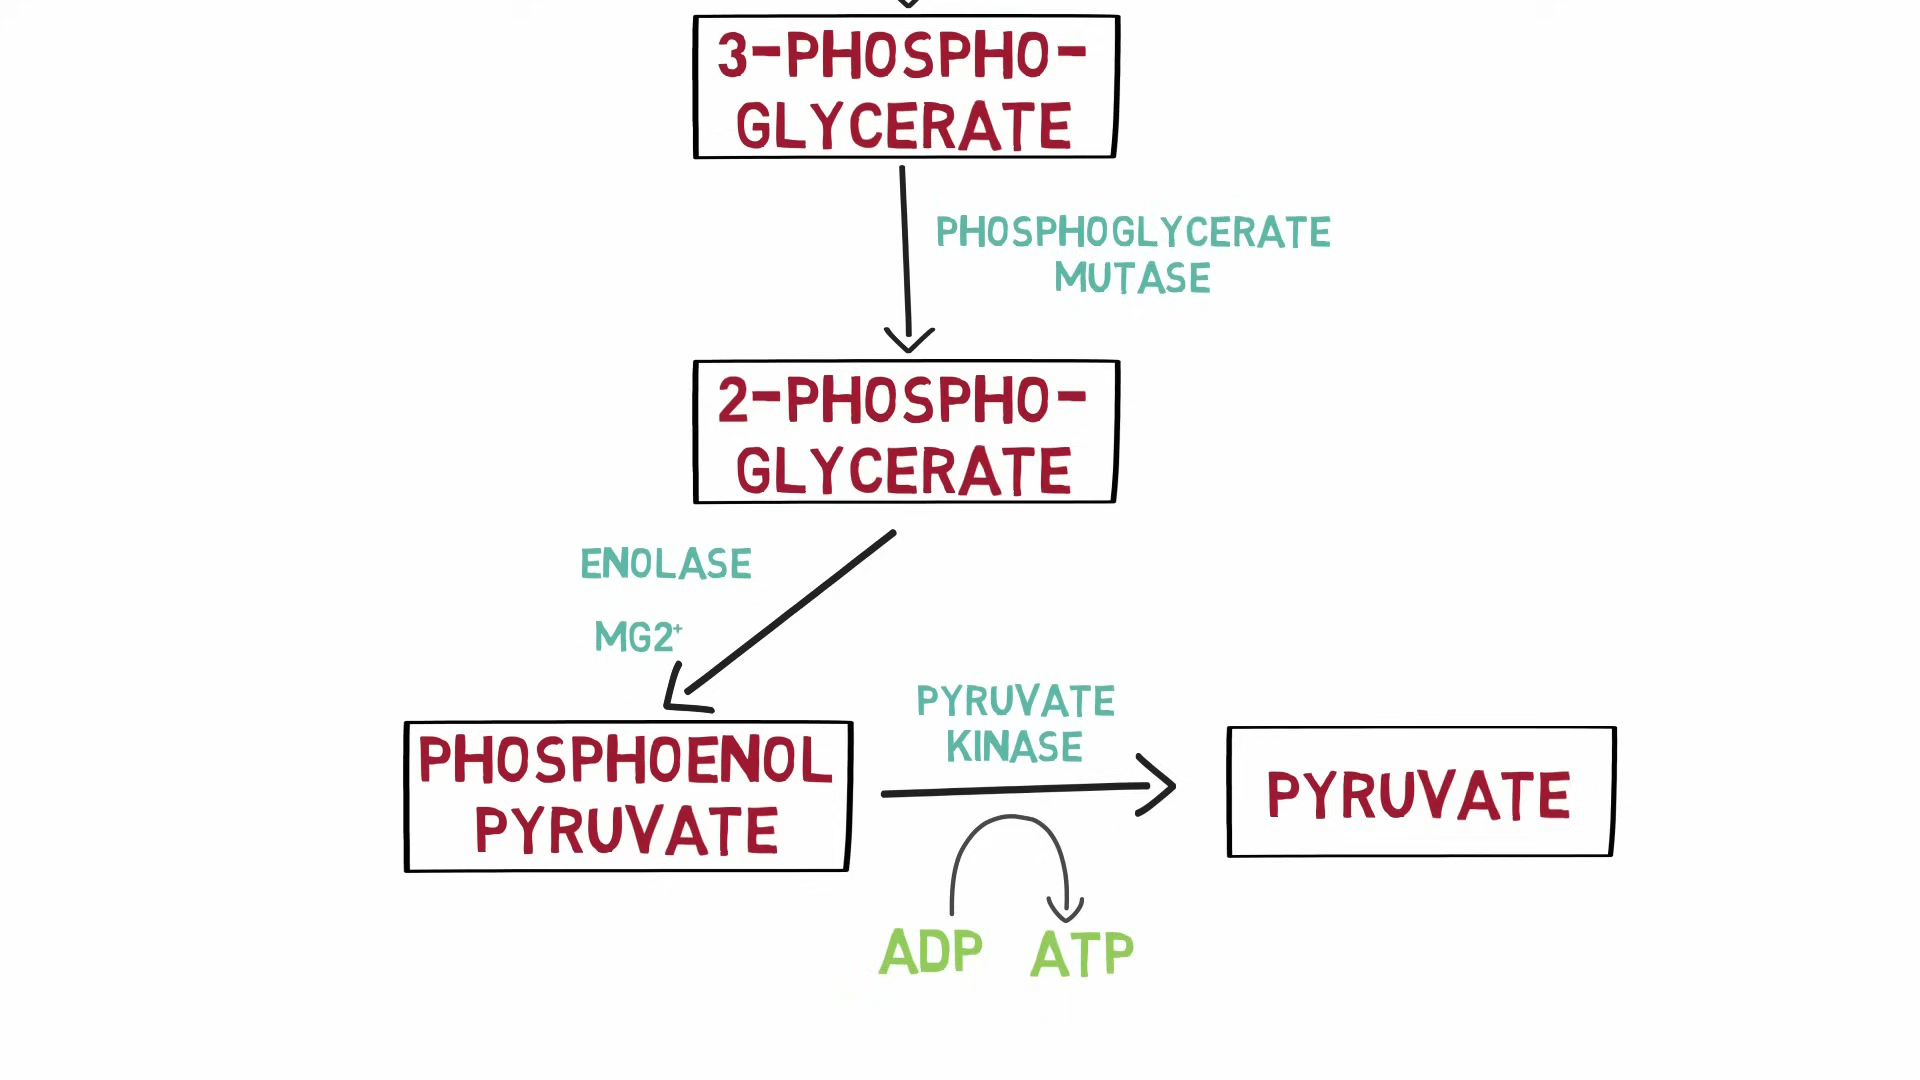 3-PHOSPHO-
GLYCERATE
PHOSPHOGLYCERATE
MUTASE
2-PHOSPHO-
GLYCERATE
ENOLASE
MG2⁺
PHOSPHOENOL
PYRUVATE
PYRUVATE
KINASE
PYRUVATE
ADP ATP